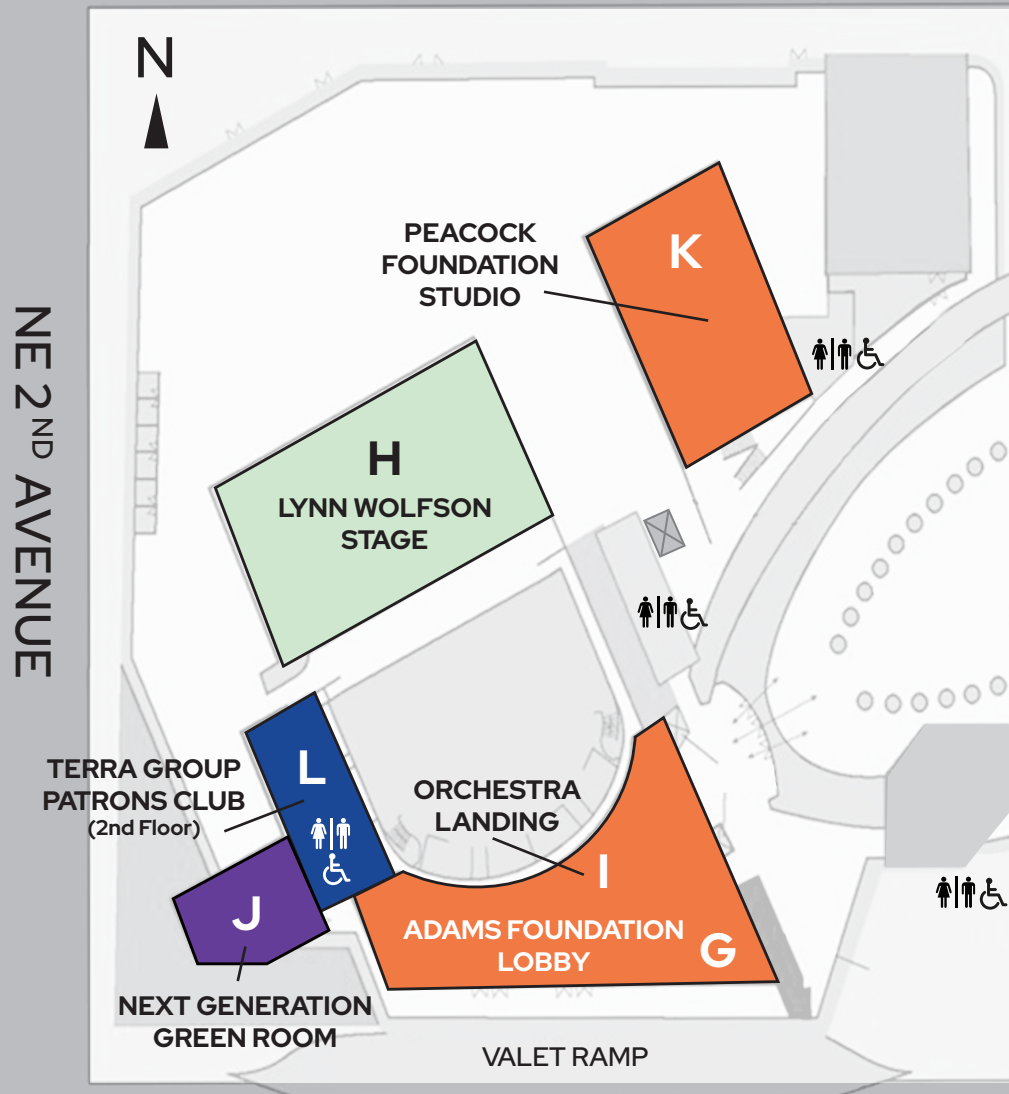 N
PEACOCK
FOUNDATION
STUDIO
K
NE 2ND AVENUE
H
LYNN WOLFSON
STAGE
TERRA GROUP
PATRONS CLUB
(2nd Floor)
L
ORCHESTRA
LANDING
I
J
ADAMS FOUNDATION
LOBBY
G
NEXT GENERATION
GREEN ROOM
VALET RAMP